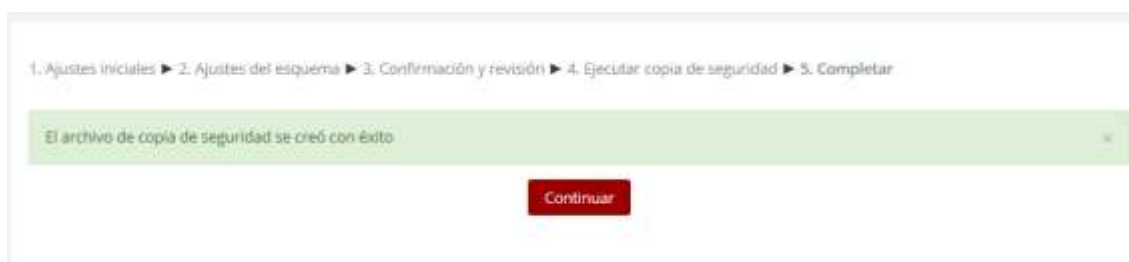 1. Ajustes iniciales ► 2. Ajustes del esquema ► 3. Confirmación y revisión ► 4. Ejecutar copia de seguridad ► 5. Completar
El archivo de copia de seguridad se creó con éxito ×
Continuar